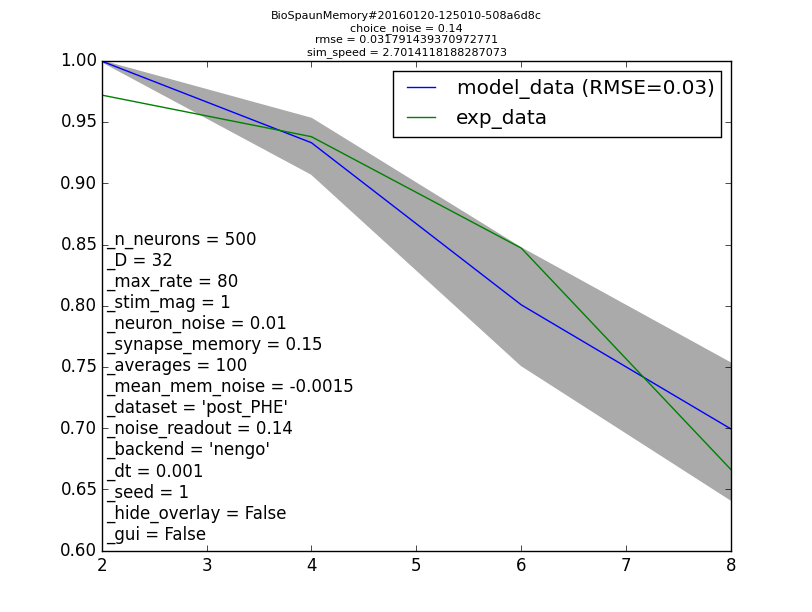 BioSpaunMemory#20160120-125010-508a6d8c
choice_noise = 0.14
rmse = 0.031791439370972771
sim_speed = 2.7014118188287073
1.00
0.95
0.90
0.85
0.80
0.75
0.70
0.65
0.60
model_data (RMSE=0.03)
exp_data
_n_neurons = 500
_D = 32
_max_rate = 80
_stim_mag = 1
_neuron_noise = 0.01
_synapse_memory = 0.15
_averages = 100
_mean_mem_noise = -0.0015
_dataset = 'post_PHE'
_noise_readout = 0.14
_backend = 'nengo'
_dt = 0.001
_seed = 1
_hide_overlay = False
_gui = False
2 3 4 5 6 7 8